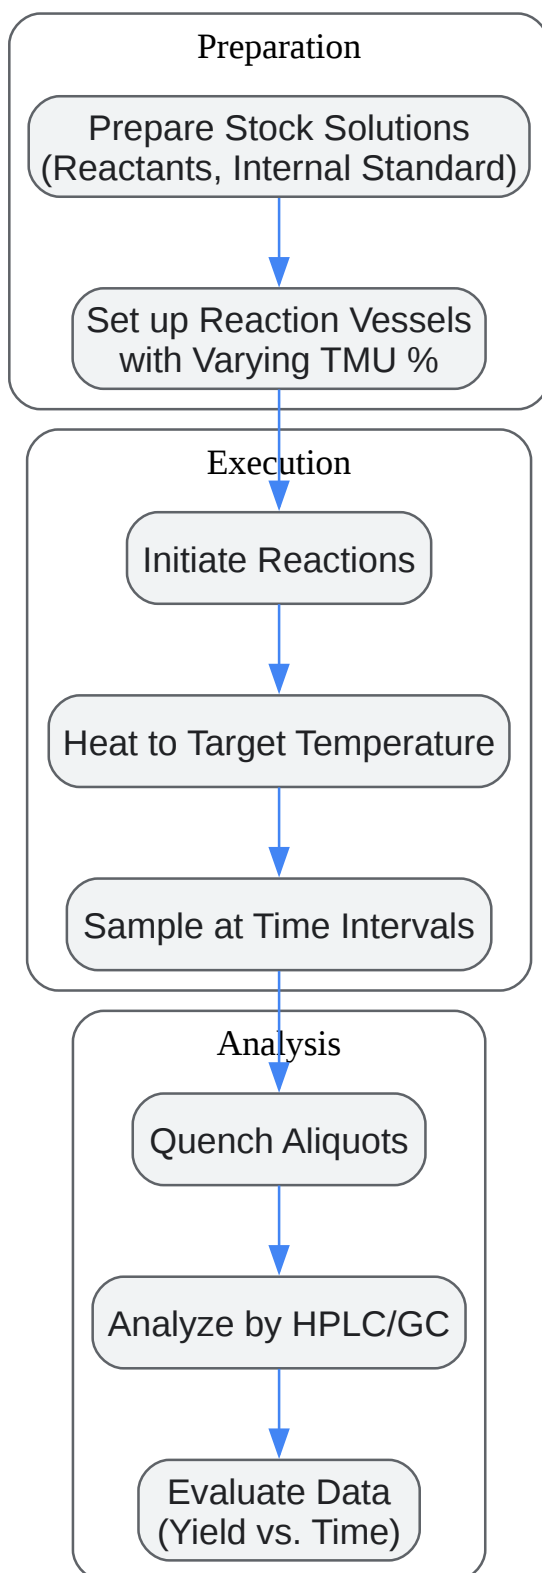 Preparation
Prepare Stock Solutions
(Reactants, Internal Standard)
Set up Reaction Vessels
with Varying TMU %
Execution
Initiate Reactions
Heat to Target Temperature
Sample at Time Intervals
Analysis
Quench Aliquots
Analyze by HPLC/GC
Evaluate Data
(Yield vs. Time)